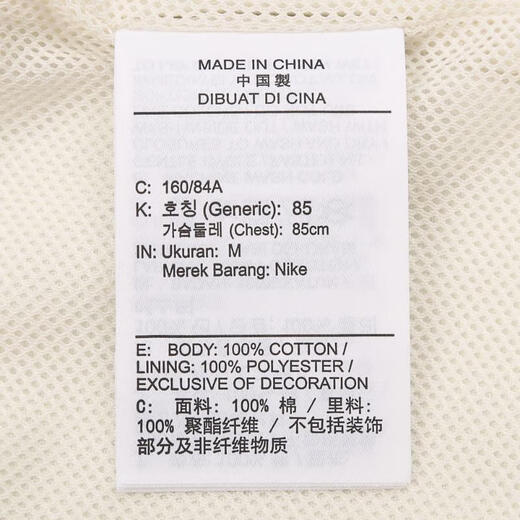 MADE IN CHINA
中国製
DIBUAT DI CINA
C: 160/84A
K: 호칭 (Generic): 85
가슴둘레 (Chest): 85cm
IN: Ukuran: M
Merek Barang: Nike
E: BODY: 100% COTTON /
LINING: 100% POLYESTER /
EXCLUSIVE OF DECORATION
C: 面料: 100% 棉 / 里料:
100% 聚酯纤维 / 不包括装饰
部分及非纤维物质